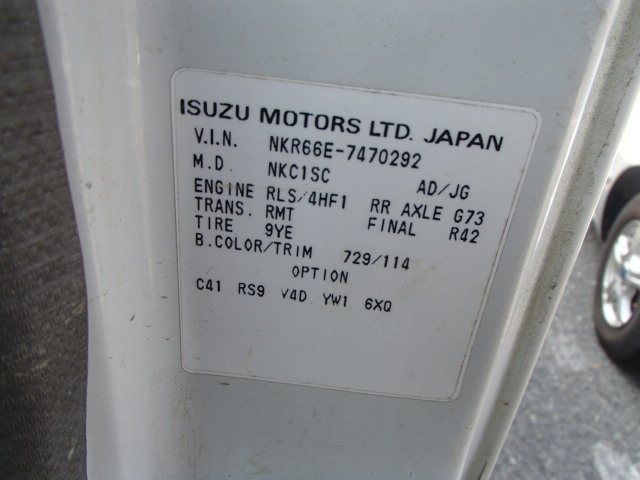 ISUZU MOTORS LTD. JAPAN
V.I.N. NKR66E-7470292
M.D. NKC1SC AD/JG
ENGINE RLS/4HF1 RR AXLE G73
TRANS. RMT FINAL R42
TIRE 9YE
B.COLOR/TRIM 729/114
OPTION
C41 RS9 V4D YW1 6XQ